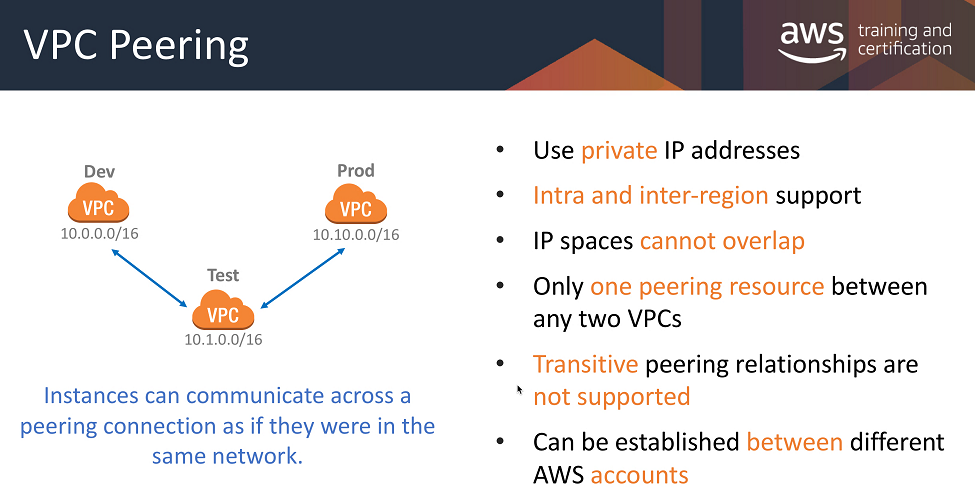 VPC Peering
aws training and
certification
Dev
VPC
10.0.0.0/16
Prod
VPC
10.10.0.0/16
Test
VPC
10.1.0.0/16
Instances can communicate across a
peering connection as if they were in the
same network.
• Use private IP addresses
• Intra and inter-region support
• IP spaces cannot overlap
• Only one peering resource between
any two VPCs
• Transitive peering relationships are
not supported
• Can be established between different
AWS accounts